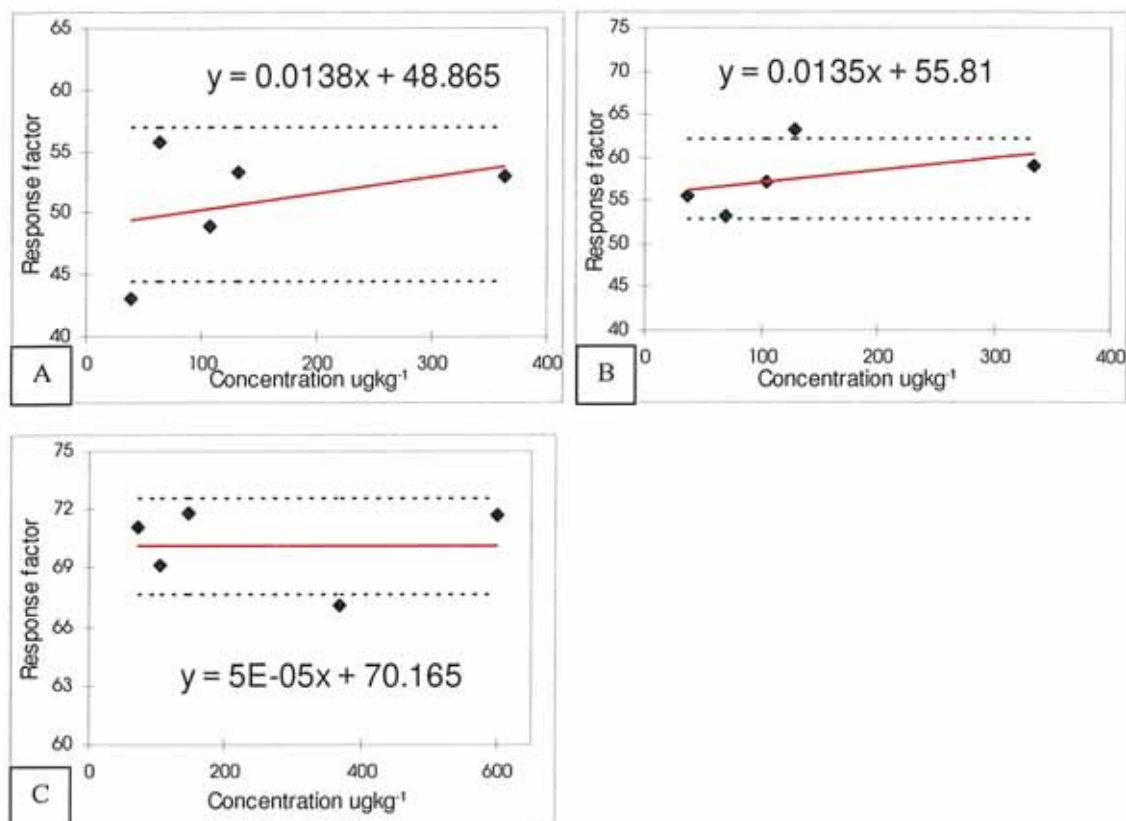 65
60
55
50
45
40
Response factor
y = 0.0138x + 48.865
0
100
200
300
400
Concentration ugkg-1
A
75
70
65
60
55
50
45
40
Response factor
y = 0.0135x + 55.81
0
100
200
300
400
Concentration ugkg-1
B
75
72
69
66
63
60
Response factor
y = 5E-05x + 70.165
0
200
400
600
Concentration ugkg-1
C